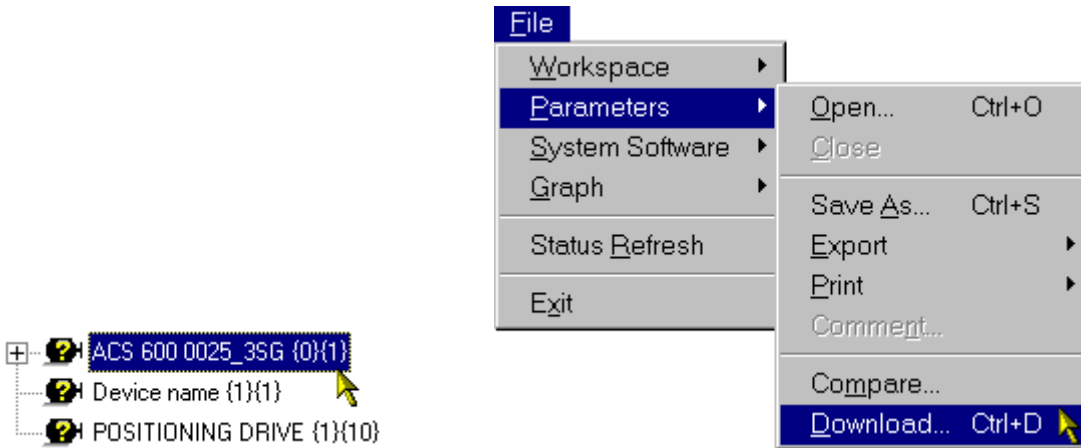 File
Workspace
Parameters
System Software
Graph
Status Refresh
Exit
Open... Ctrl+O
Close
Save As... Ctrl+S
Export
Print
Comment...
Compare...
Download... Ctrl+D
ACS 600 0025_3SG {0}{1}
Device name {1}{1}
POSITIONING DRIVE {1}{10}